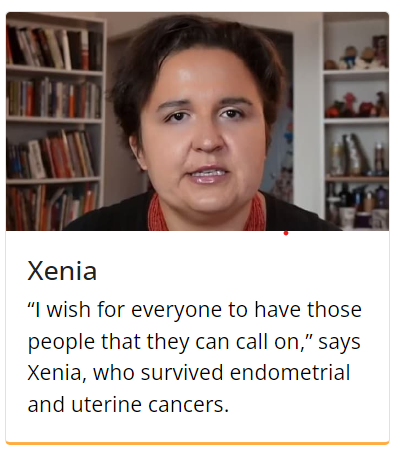 Xenia
“I wish for everyone to have those
people that they can call on,” says
Xenia, who survived endometrial
and uterine cancers.